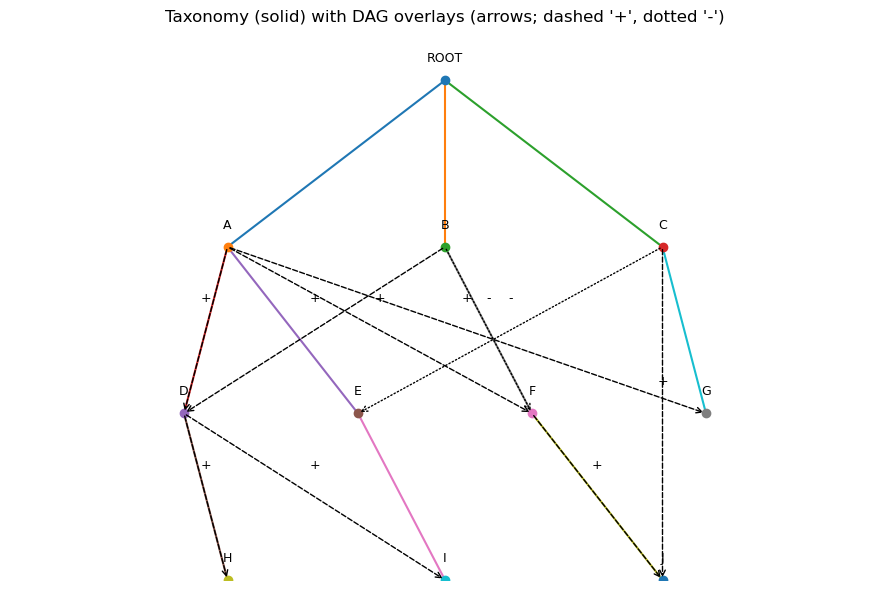 Taxonomy (solid) with DAG overlays (arrows; dashed '+', dotted '-')
ROOT
A B C
+ + + + - -
+
D E F G
+ + +
H I